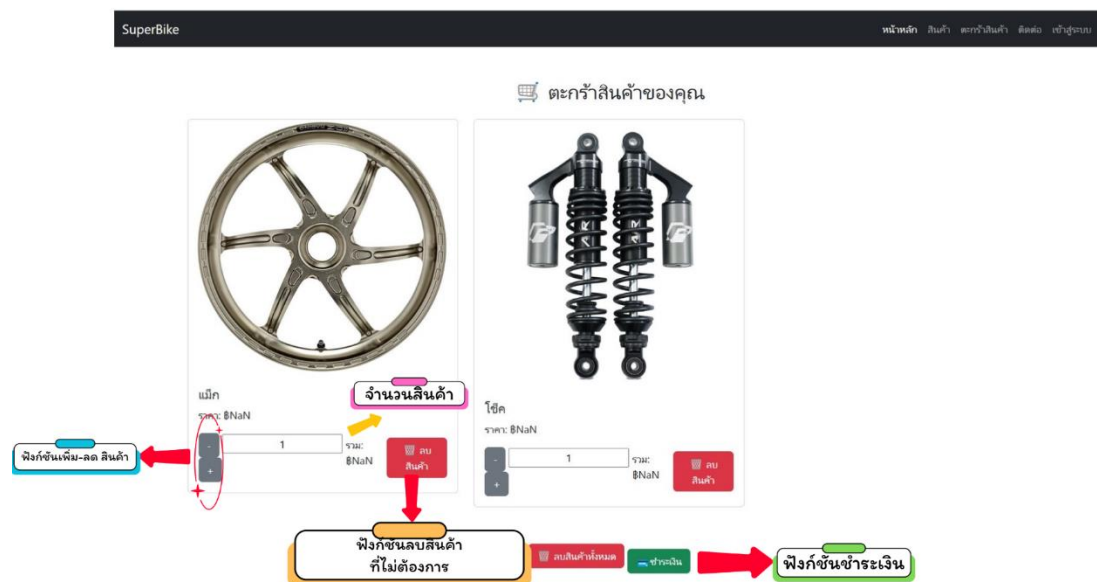 SuperBike
หน้าหลัก สินค้า ตะกร้าสินค้า ติดต่อ เข้าสู่ระบบ
ตะกร้าสินค้าของคุณ
แม็ก
ราคา: ฿NaN
จำนวนสินค้า
โช๊ค
ราคา: ฿NaN
ฟังก์ชันเพิ่ม-ลด สินค้า
-
1
รวม:
฿NaN
ลบ
สินค้า
+
-
1
รวม:
฿NaN
ลบ
สินค้า
+
ฟังก์ชันลบสินค้า
ที่ไม่ต้องการ
ลบสินค้าทั้งหมด
ชำระเงิน
ฟังก์ชันชำระเงิน